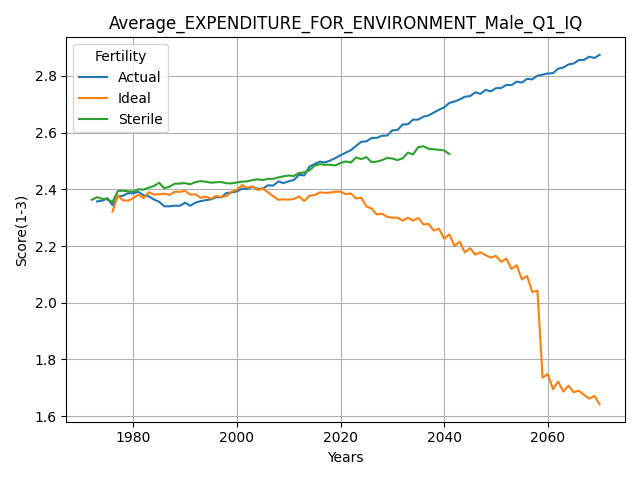 Average_EXPENDITURE_FOR_ENVIRONMENT_Male_Q1_IQ
Fertility
Actual
Ideal
Sterile
2.8
2.6
2.4
2.2
2.0
1.8
1.6
Score(1-3)
1980
2000
2020
2040
2060
Years